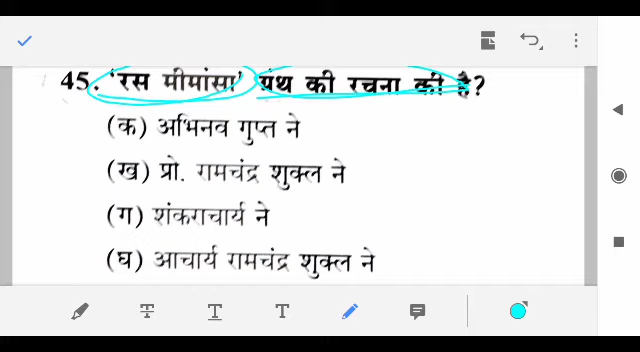 45. 'रस मीमांसा' ग्रंथ की रचना की है?
(क) अभिनव गुप्त ने
(ख) प्रो. रामचंद्र शुक्ल ने
(ग) शंकराचार्य ने
(घ) आचार्य रामचंद्र शुक्ल ने